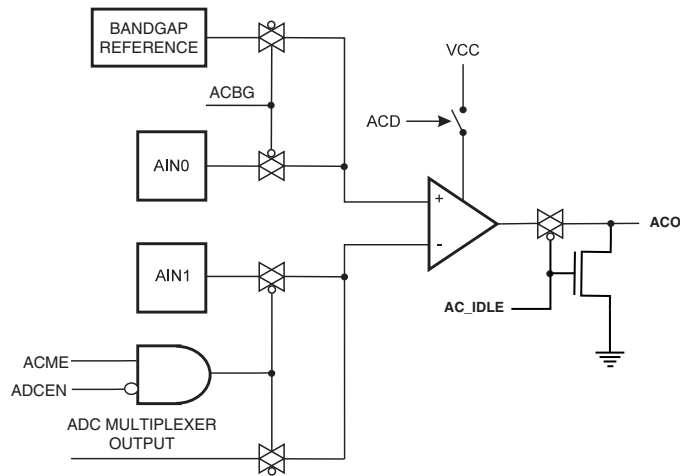 BANDGAP
REFERENCE
VCC
ACBG
ACD
AIN0
+
-
ACO
AIN1
AC_IDLE
ACME
ADCEN
ADC MULTIPLEXER
OUTPUT